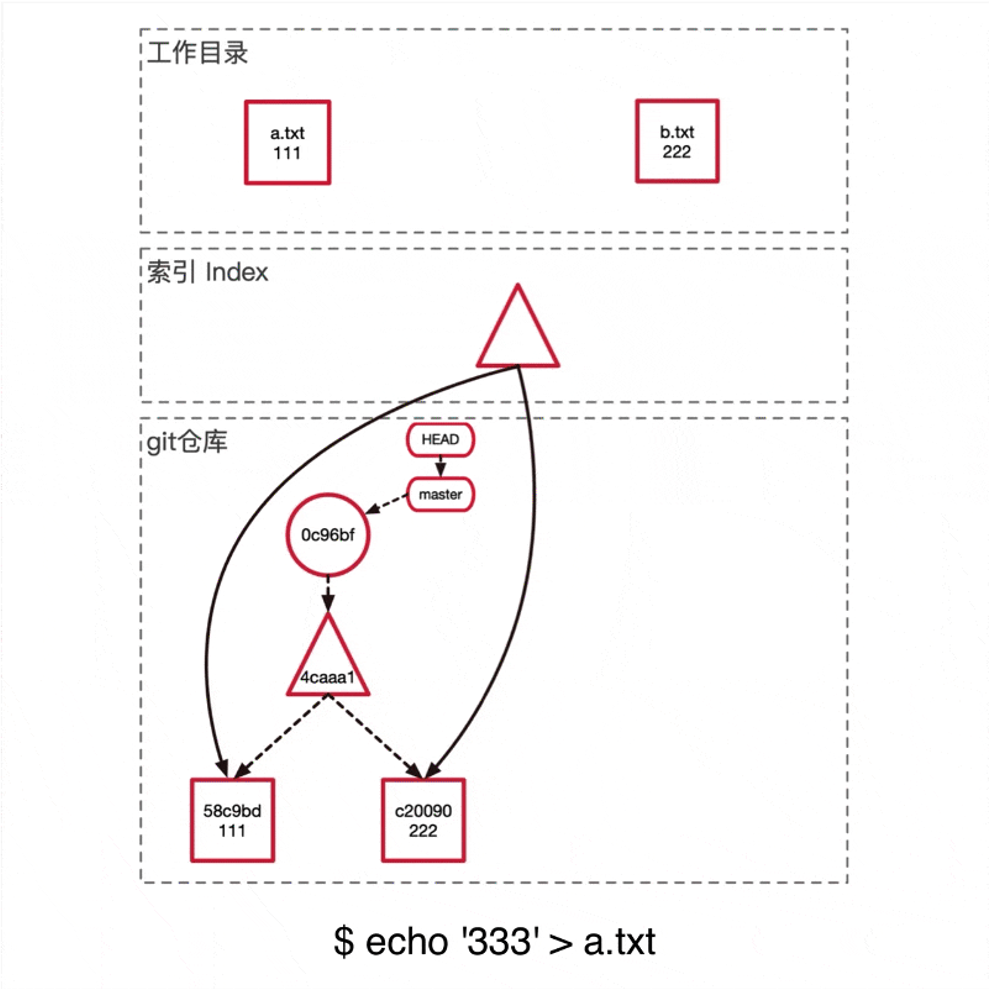 工作目录
a.txt
111
b.txt
222
索引 Index
git仓库
HEAD
master
0c96bf
4caaa1
58c9bd
111
c20090
222
$ echo '333' > a.txt